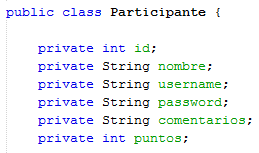 public class Participante {
private int id;
private String nombre;
private String username;
private String password;
private String comentarios;
private int puntos;